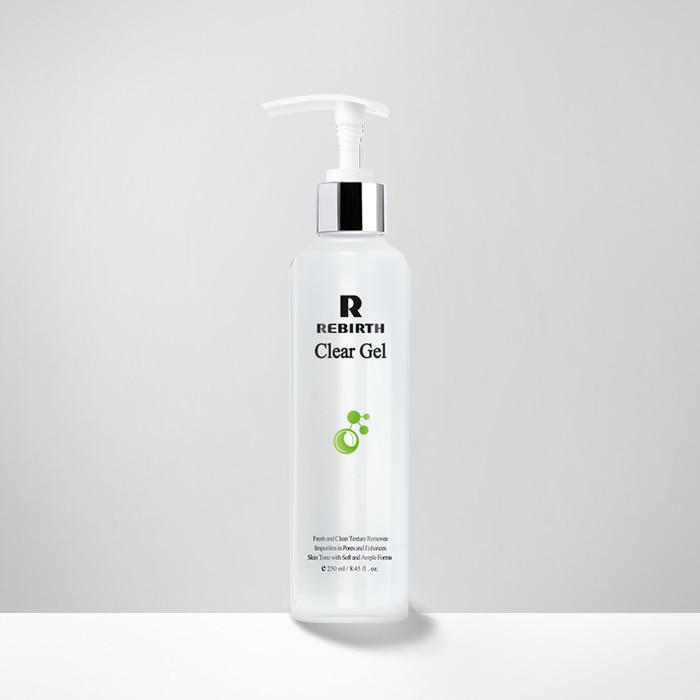 R
REBIRTH
Clear Gel
Fresh and Clean Texture Removes
Impurities in Pores and Enhances
Skin Tone with Soft and Ample Forms
e 250 ml / 8.45 fl . oz.